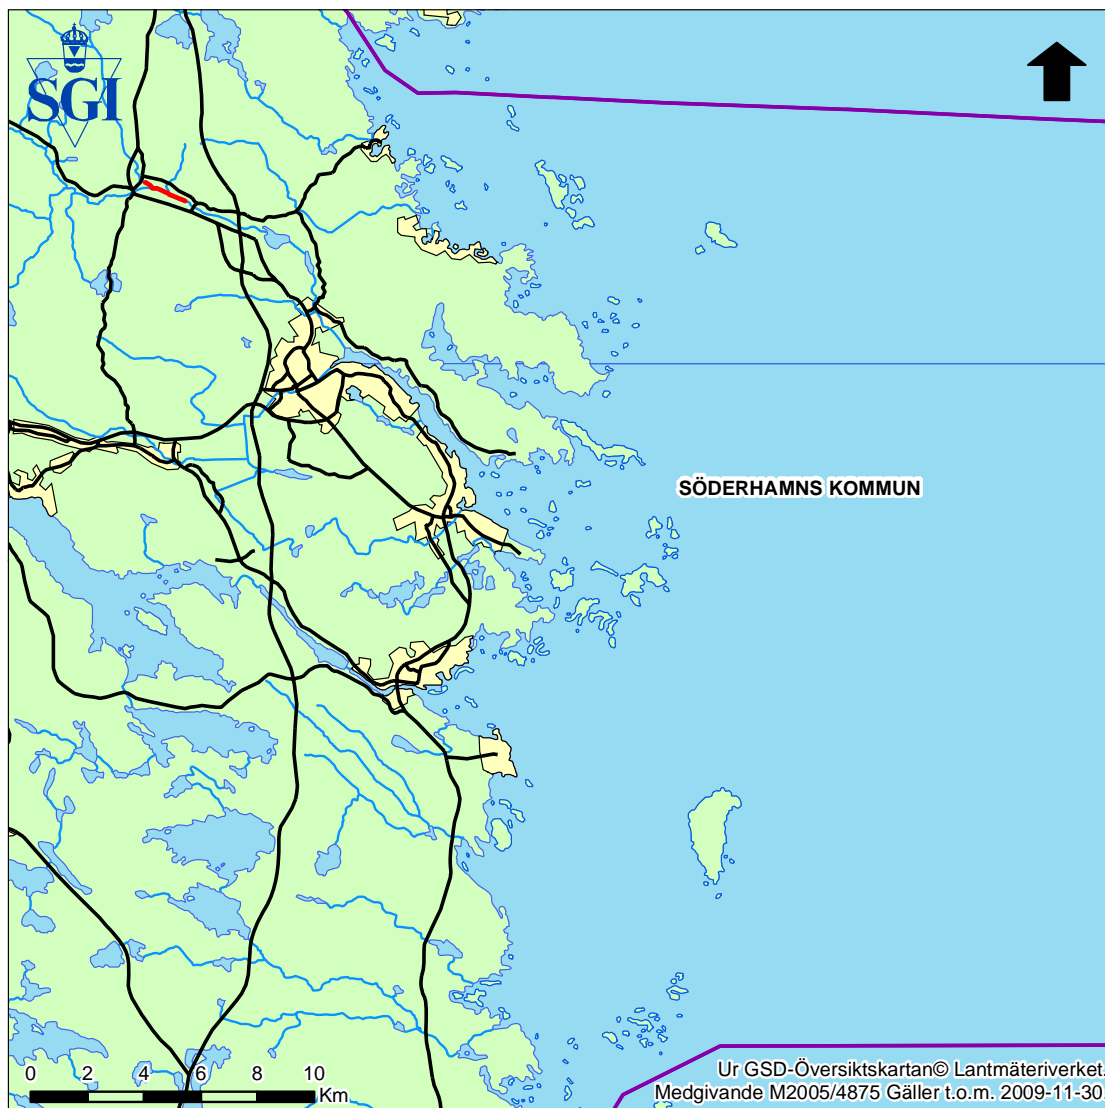 SGI
SÖDERHAMNS KOMMUN
0 2 4 6 8 10
Km
Ur GSD-Översiktskartan© Lantmäteriverket.
Medgivande M2005/4875 Gäller t.o.m. 2009-11-30.